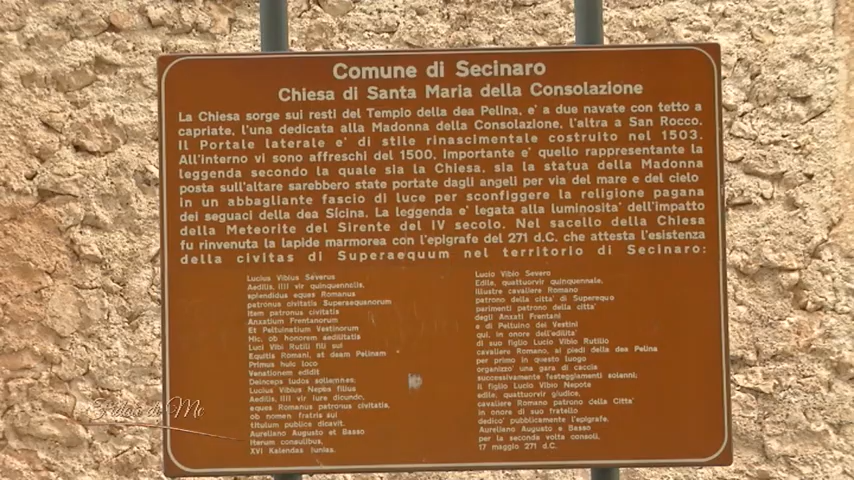 Comune di Secinaro
Chiesa di Santa Maria della Consolazione
La Chiesa sorge sui resti del Tempio della dea Pelina, e' a due navate con tetto a
capriate, l'una dedicata alla Madonna della Consolazione, l'altra a San Rocco.
Il Portale laterale e' di stile rinascimentale costruito nel 1503.
All'interno vi sono affreschi del 1500, importante e' quello rappresentante la
leggenda secondo la quale sia la Chiesa, sia la statua della Madonna
posta sull'altare sarebbero state portate dagli angeli per via del mare e del cielo
in un abbagliante fascio di luce per sconfiggere la religione pagana
dei seguaci della dea Sicina. La leggenda e' legata alla luminosita' dell'impatto
della Meteorite del Sirente del IV secolo. Nel sacello della Chiesa
fu rinvenuta la lapide marmorea con l'epigrafe del 271 d.C. che attesta l'esistenza
della civitas di Superaequum nel territorio di Secinaro:
Lucius Vibius Severus
Aedilis, IIII vir quinquennalis,
splendidus eques Romanus
patronus civitatis Superaequanorum
item patronus civitatis
Anxatium Frentanorum
Et Peltuinatium Vestinorum
Hic, ob honorem aedilitatis
Luci Vibi Rutili fili sui
Equitis Romani, at deam Pelinam
Primus huic loco
Venationem edidit
Deinceps ludos sollemnes;
Lucius Vibius Nepos filius
Aedilis, IIII vir iure dicundo,
eques Romanus patronus civitatis,
ob nomen fratris sui
titulum publice dicavit.
Aureliano Augusto et Basso
iterum consulibus,
XVI Kalendas Iunias.
Lucio Vibio Severo
Edile, quattuorvir quinquennale,
illustre cavaliere Romano
patrono della citta' di Superequo
parimenti patrono della citta'
degli Anxati Frentani
e di Peltuino dei Vestini
qui, in onore dell'edilita'
di suo figlio Lucio Vibio Rutilio
cavaliere Romano, ai piedi della dea Pelina
per primo in questo luogo
organizzo' una gara di caccia
successivamente festeggiamenti solenni;
il figlio Lucio Vibio Nepote
edile, quattuorvir giudice,
cavaliere Romano patrono della Citta'
in onore di suo fratello
dedico' pubblicamente l'epigrafe.
Aureliano Augusto e Basso
per la seconda volta consoli,
17 maggio 271 d.C.
di Me